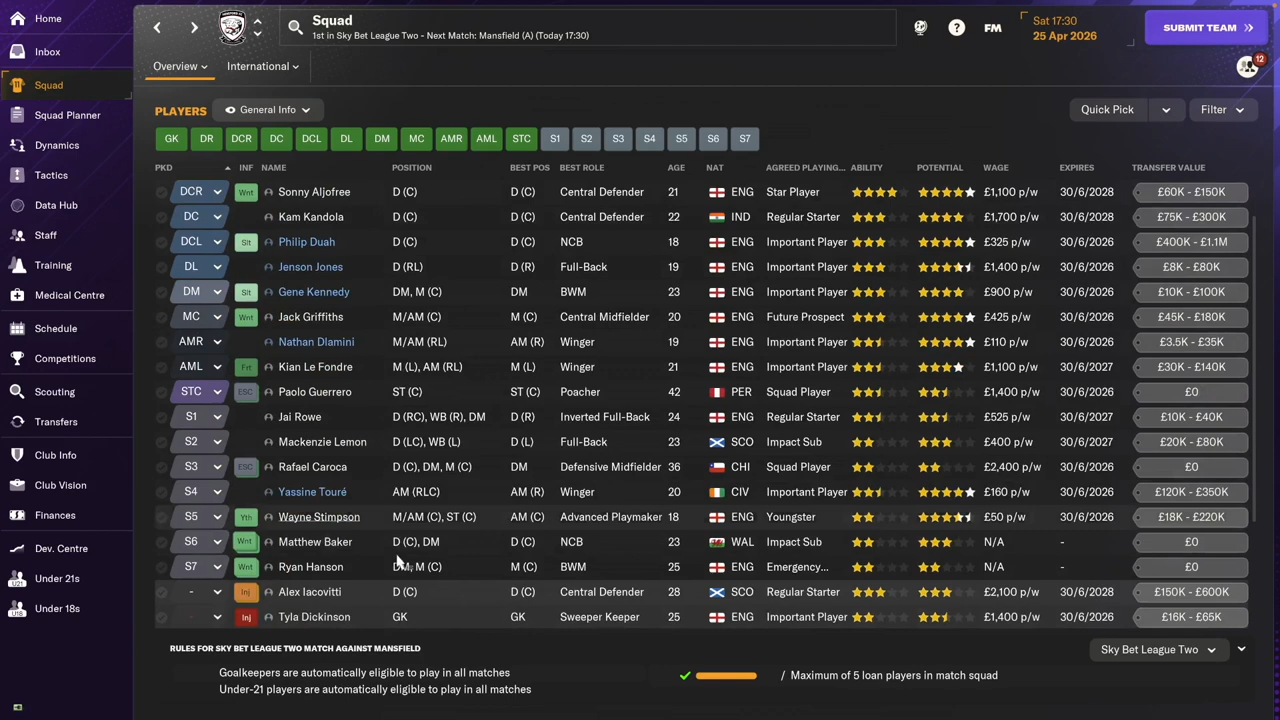 Home
Inbox
Squad
Squad Planner
Dynamics
Tactics
Data Hub
Staff
Training
Medical Centre
Schedule
Competitions
Scouting
Transfers
Club Info
Club Vision
Finances
Dev. Centre
Under 21s
Under 18s
Squad
1st in Sky Bet League Two - Next Match: Mansfield (A) (Today 17:30)
FM
Sat 17:30
25 Apr 2026
SUBMIT TEAM
12
Overview International
PLAYERS General Info Quick Pick Filter
GK DR DCR DC DCL DL DM MC AMR AML STC S1 S2 S3 S4 S5 S6 S7
PKD INF NAME POSITION BEST POS BEST ROLE AGE NAT AGREED PLAYING... ABILITY POTENTIAL WAGE EXPIRES TRANSFER VALUE
DCR Wnt Sonny Aljofree D (C) D (C) Central Defender 21 ENG Star Player £1,100 p/w 30/6/2028 £60K - £150K
DC Kam Kandola D (C) D (C) Central Defender 22 IND Regular Starter £1,700 p/w 30/6/2028 £75K - £300K
DCL Slt Philip Duah D (C) D (C) NCB 18 ENG Important Player £325 p/w 30/6/2026 £400K - £1.1M
DL Jenson Jones D (RL) D (R) Full-Back 19 ENG Important Player £1,400 p/w 30/6/2026 £8K - £80K
DM Slt Gene Kennedy DM, M (C) DM BWM 23 ENG Important Player £900 p/w 30/6/2026 £10K - £100K
MC Wnt Jack Griffiths M/AM (C) M (C) Central Midfielder 20 ENG Future Prospect £425 p/w 30/6/2026 £45K - £180K
AMR Nathan Dlamini M/AM (RL) AM (R) Winger 19 ENG Important Player £110 p/w 30/6/2026 £3.5K - £35K
AML Frt Kian Le Fondre M (L), AM (RL) M (L) Winger 21 ENG Important Player £1,100 p/w 30/6/2027 £30K - £140K
STC ESC Paolo Guerrero ST (C) ST (C) Poacher 42 PER Squad Player £1,400 p/w 30/6/2026 £0
S1 Jai Rowe D (RC), WB (R), DM D (R) Inverted Full-Back 24 ENG Regular Starter £525 p/w 30/6/2027 £10K - £40K
S2 Mackenzie Lemon D (LC), WB (L) D (L) Full-Back 23 SCO Impact Sub £400 p/w 30/6/2027 £20K - £80K
S3 ESC Rafael Caroca D (C), DM, M (C) DM Defensive Midfielder 36 CHI Squad Player £2,400 p/w 30/6/2026 £0
S4 Yassine Touré AM (RLC) AM (R) Winger 20 CIV Important Player £160 p/w 30/6/2026 £120K - £350K
S5 Yth Wayne Stimpson M/AM (C), ST (C) AM (C) Advanced Playmaker 18 ENG Youngster £50 p/w 30/6/2026 £18K - £220K
S6 Wnt Matthew Baker D (C), DM D (C) NCB 23 WAL Impact Sub N/A - £0
S7 Wnt Ryan Hanson DM, M (C) M (C) BWM 25 ENG Emergency... N/A - £0
- Inj Alex Iacovitti D (C) D (C) Central Defender 28 SCO Regular Starter £2,100 p/w 30/6/2026 £150K - £600K
- Inj Tyla Dickinson GK GK Sweeper Keeper 25 ENG Important Player £1,400 p/w 30/6/2026 £16K - £65K
RULES FOR SKY BET LEAGUE TWO MATCH AGAINST MANSFIELD Sky Bet League Two
Goalkeepers are automatically eligible to play in all matches
Under-21 players are automatically eligible to play in all matches
/ Maximum of 5 loan players in match squad